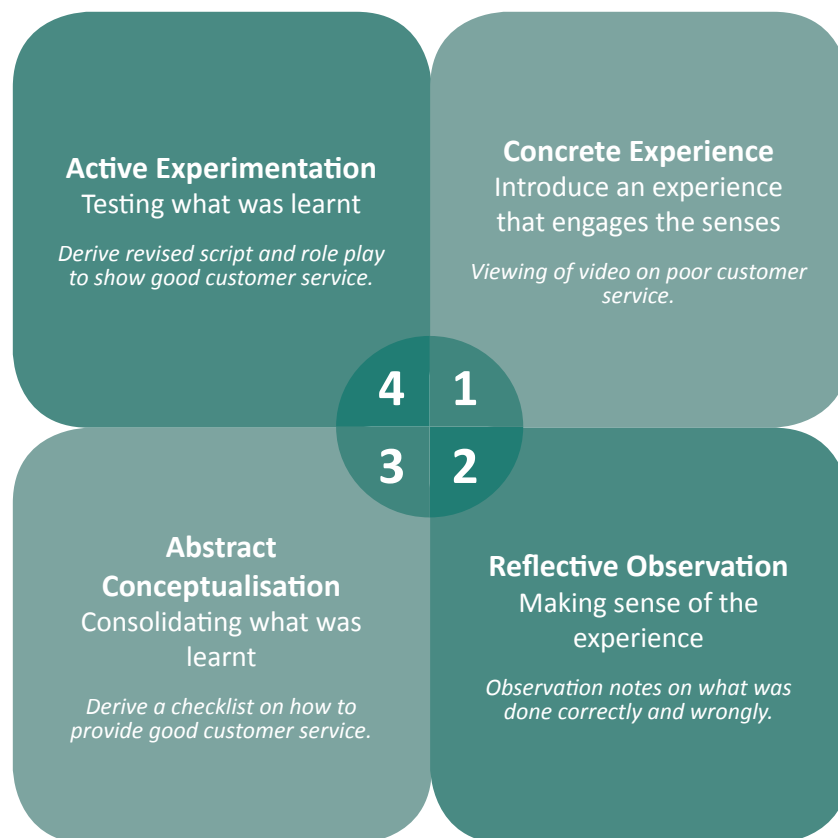 Active Experimentation
Testing what was learnt
Derive revised script and role play
to show good customer service.
Concrete Experience
Introduce an experience
that engages the senses
Viewing of video on poor customer
service.
4
1
3
2
Abstract
Conceptualisation
Consolidating what was
learnt
Derive a checklist on how to
provide good customer service.
Reflective Observation
Making sense of the
experience
Observation notes on what was
done correctly and wrongly.